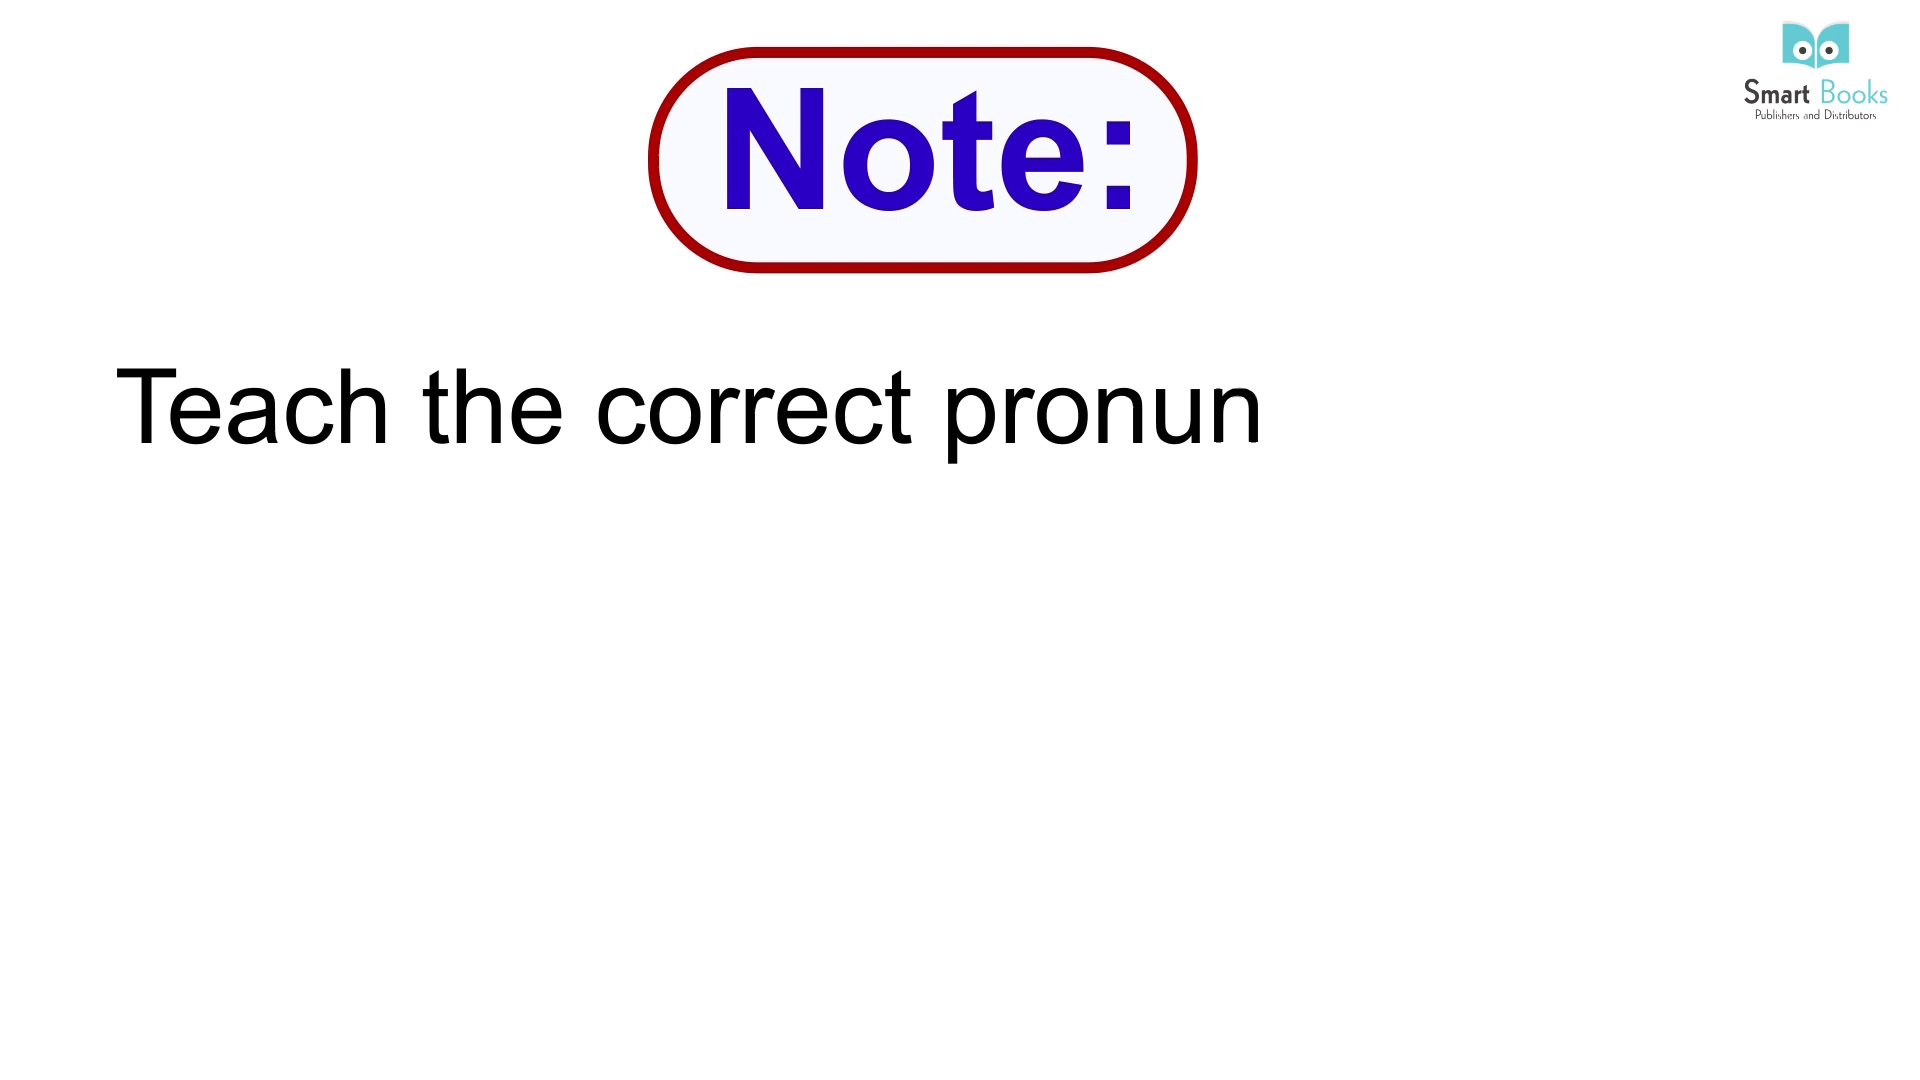 Note:
Smart Books
Publishers and Distributors
Teach the correct pronun